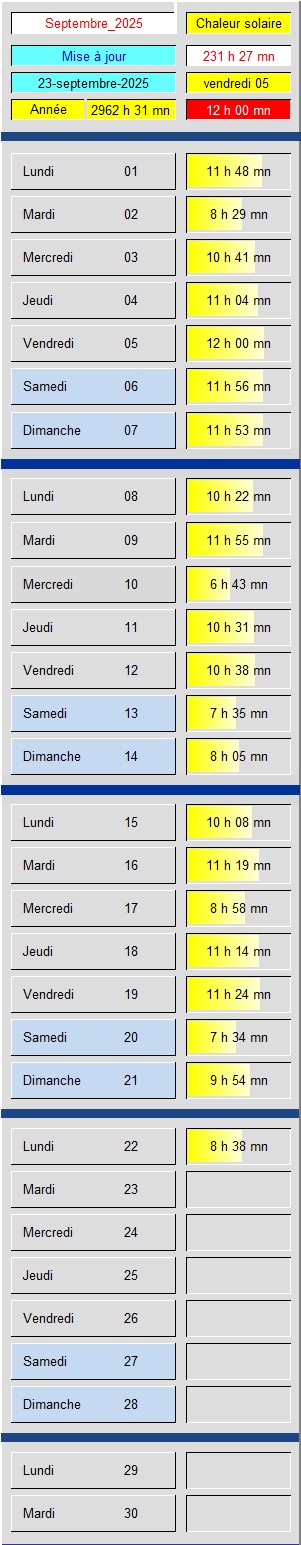 Septembre_2025 Chaleur solaire
Mise à jour 231 h 27 mn
23-septembre-2025 vendredi 05
Année 2962 h 31 mn 12 h 00 mn
Lundi 01 11 h 48 mn
Mardi 02 8 h 29 mn
Mercredi 03 10 h 41 mn
Jeudi 04 11 h 04 mn
Vendredi 05 12 h 00 mn
Samedi 06 11 h 56 mn
Dimanche 07 11 h 53 mn
Lundi 08 10 h 22 mn
Mardi 09 11 h 55 mn
Mercredi 10 6 h 43 mn
Jeudi 11 10 h 31 mn
Vendredi 12 10 h 38 mn
Samedi 13 7 h 35 mn
Dimanche 14 8 h 05 mn
Lundi 15 10 h 08 mn
Mardi 16 11 h 19 mn
Mercredi 17 8 h 58 mn
Jeudi 18 11 h 14 mn
Vendredi 19 11 h 24 mn
Samedi 20 7 h 34 mn
Dimanche 21 9 h 54 mn
Lundi 22 8 h 38 mn
Mardi 23
Mercredi 24
Jeudi 25
Vendredi 26
Samedi 27
Dimanche 28
Lundi 29
Mardi 30